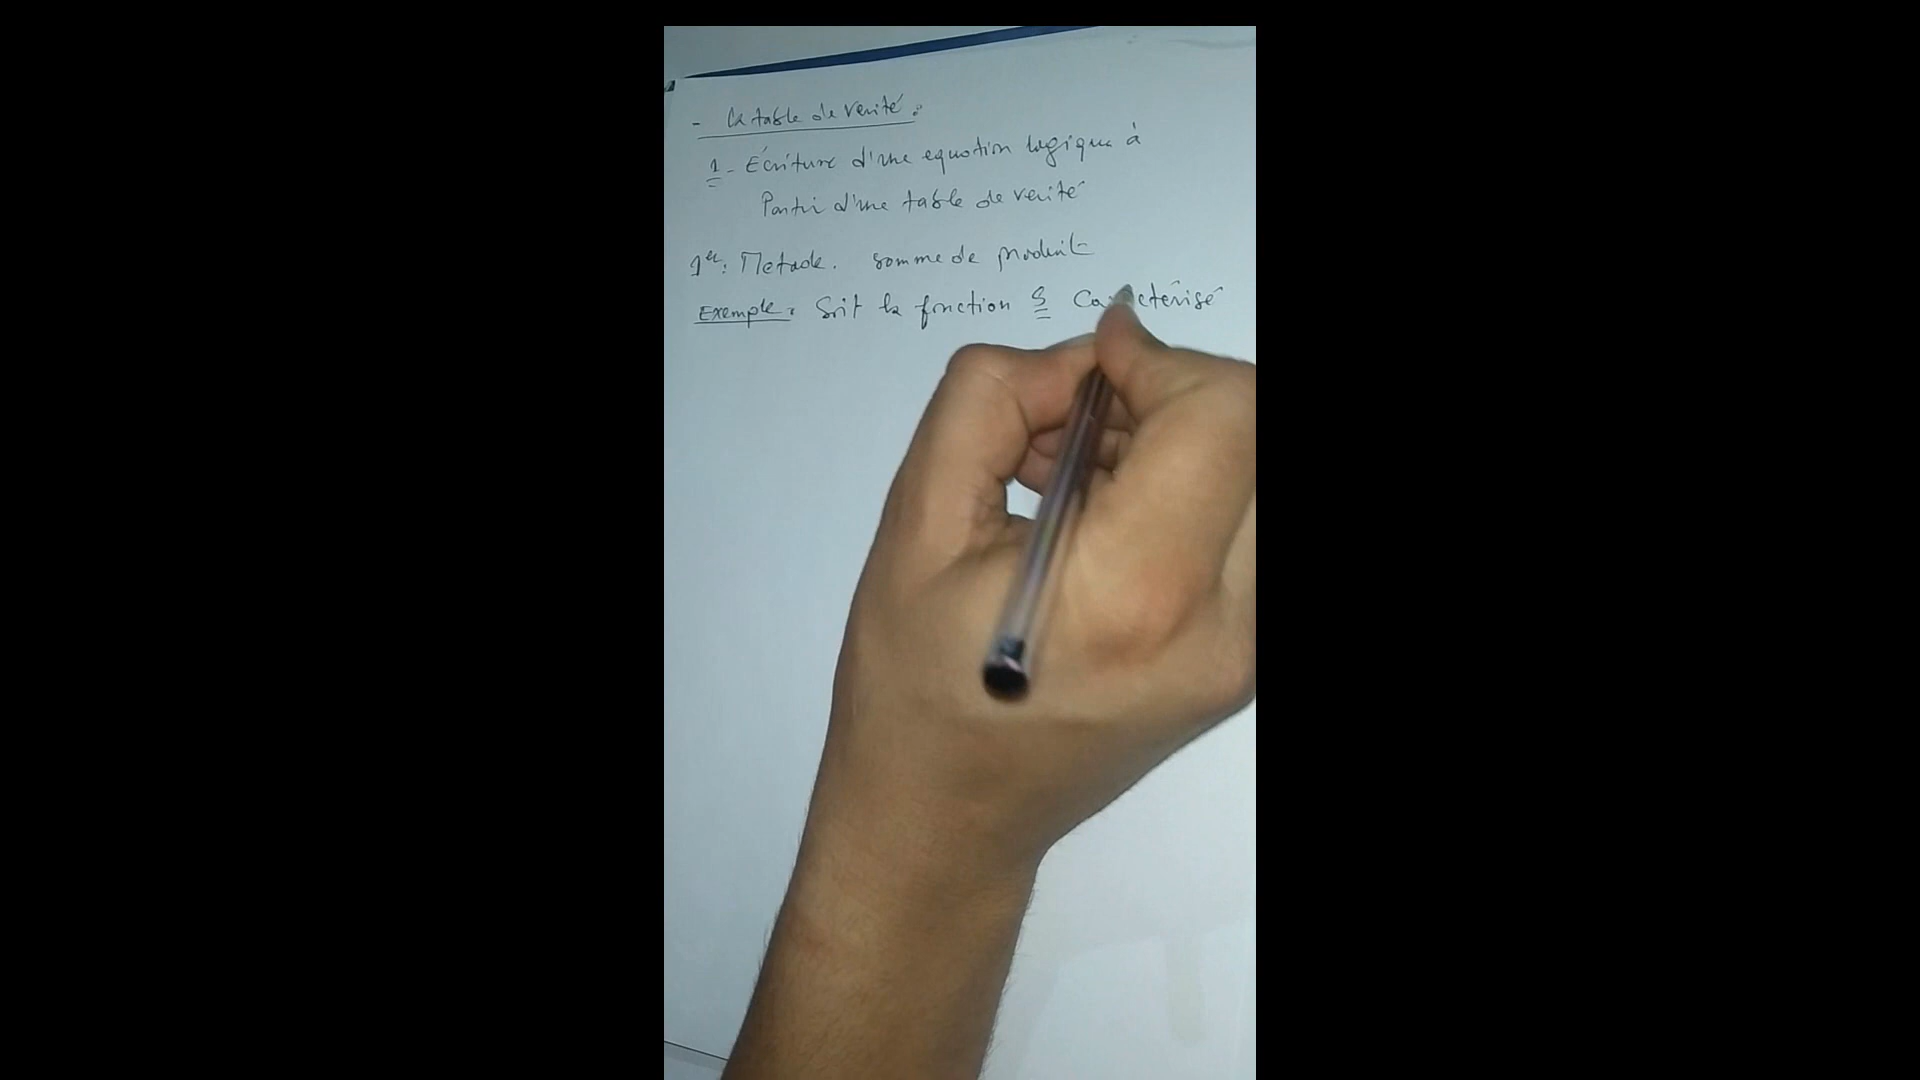 - La table de verité :
1 - Écriture d'une equation logique à
Partir d'une table de verité
1er: Metode. Somme de produit
Exemple: Soit la fonction S Caractérisé